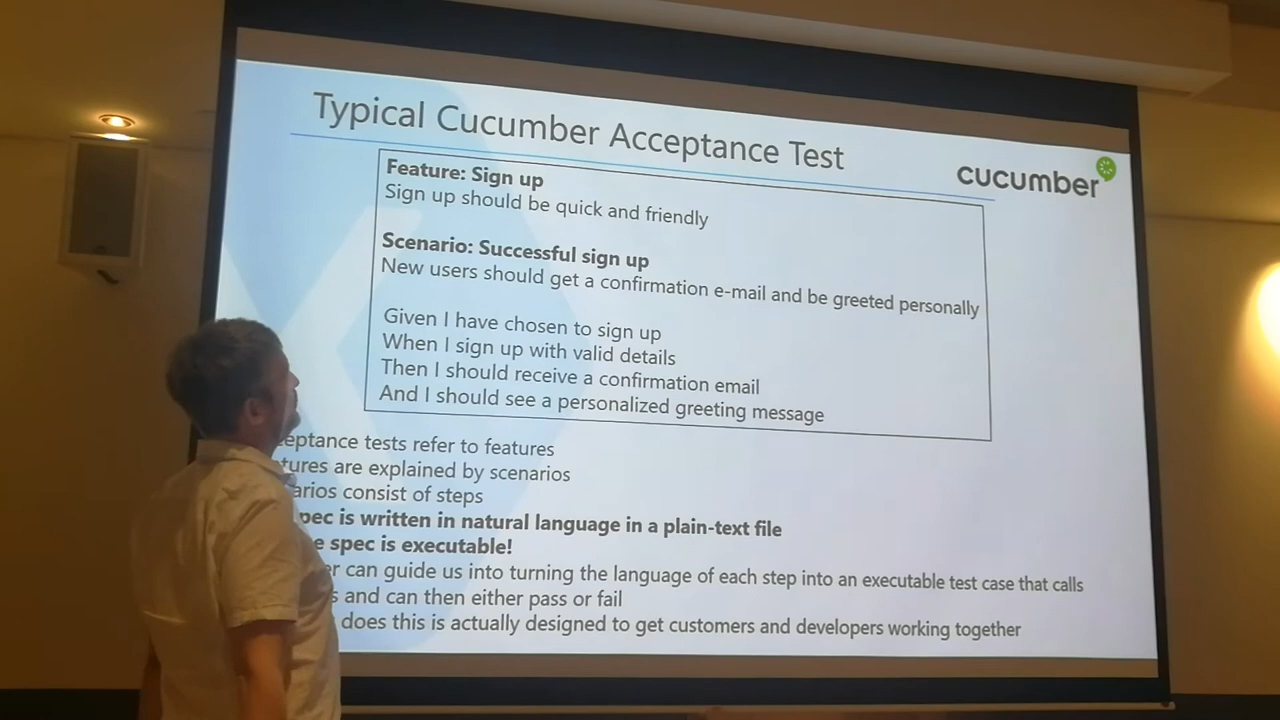 Typical Cucumber Acceptance Test
cucumber
Feature: Sign up
Sign up should be quick and friendly
Scenario: Successful sign up
New users should get a confirmation e-mail and be greeted personally
Given I have chosen to sign up
When I sign up with valid details
Then I should receive a confirmation email
And I should see a personalized greeting message
tests refer to features
are explained by scenarios
consist of steps
is written in natural language in a plain-text file
spec is executable!
can guide us into turning the language of each step into an executable test case that calls
and can then either pass or fail
does this is actually designed to get customers and developers working together